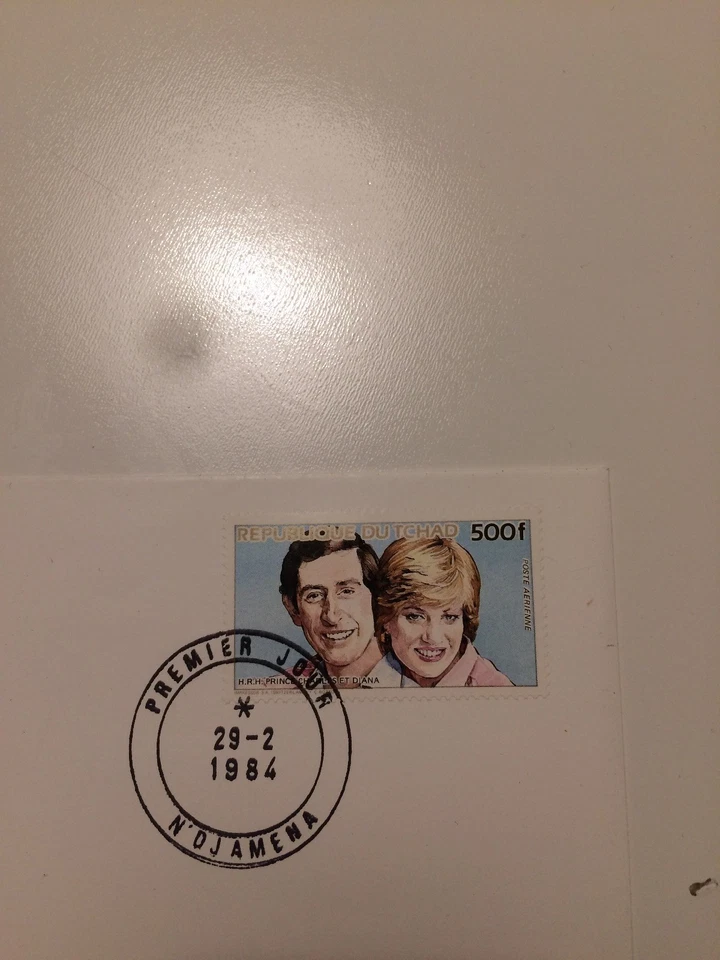 REPUBLIQUE DU TCHAD 500f
POSTE AERIENNE
H.R.H. PRINCE CHARLES ET DIANA
PREMIER JOUR
*
29-2
1984
N'DJAMENA